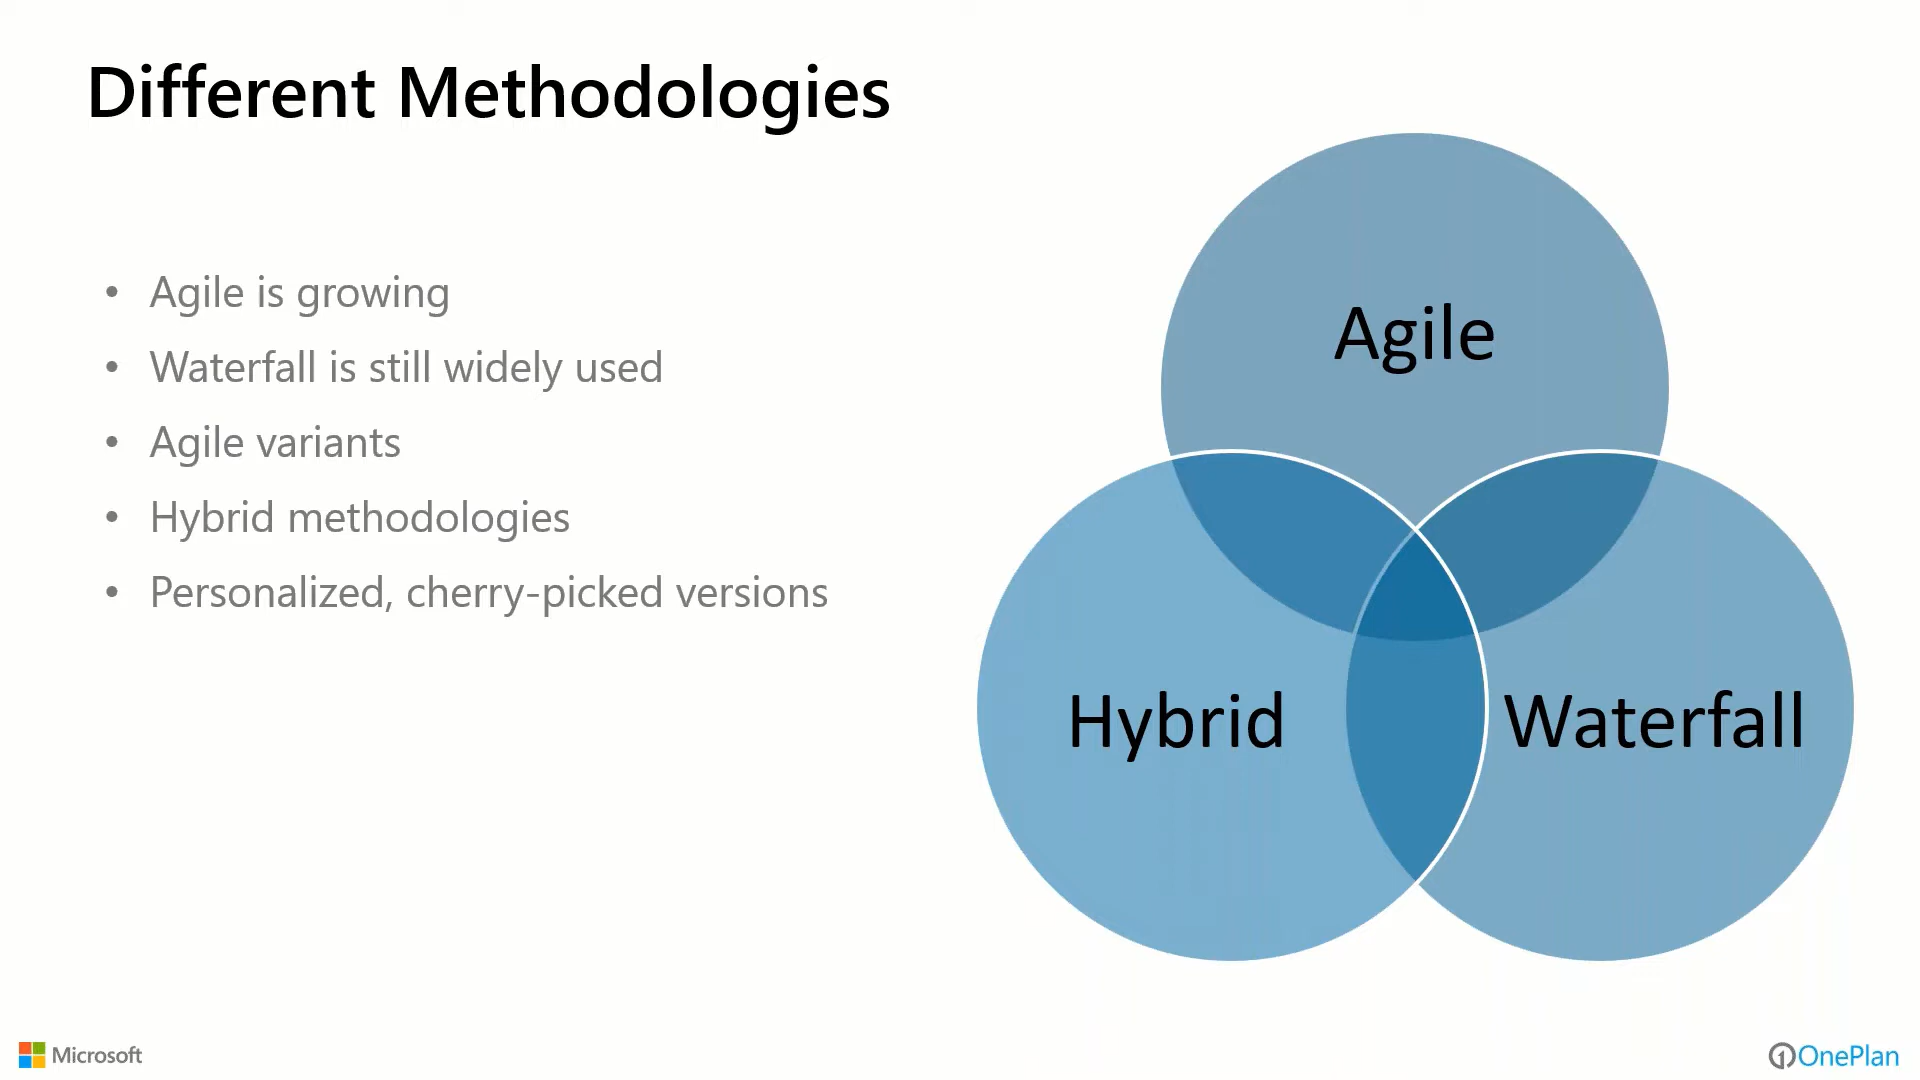 Different Methodologies
• Agile is growing
• Waterfall is still widely used
• Agile variants
• Hybrid methodologies
• Personalized, cherry-picked versions
Agile
Hybrid
Waterfall
Microsoft
OnePlan